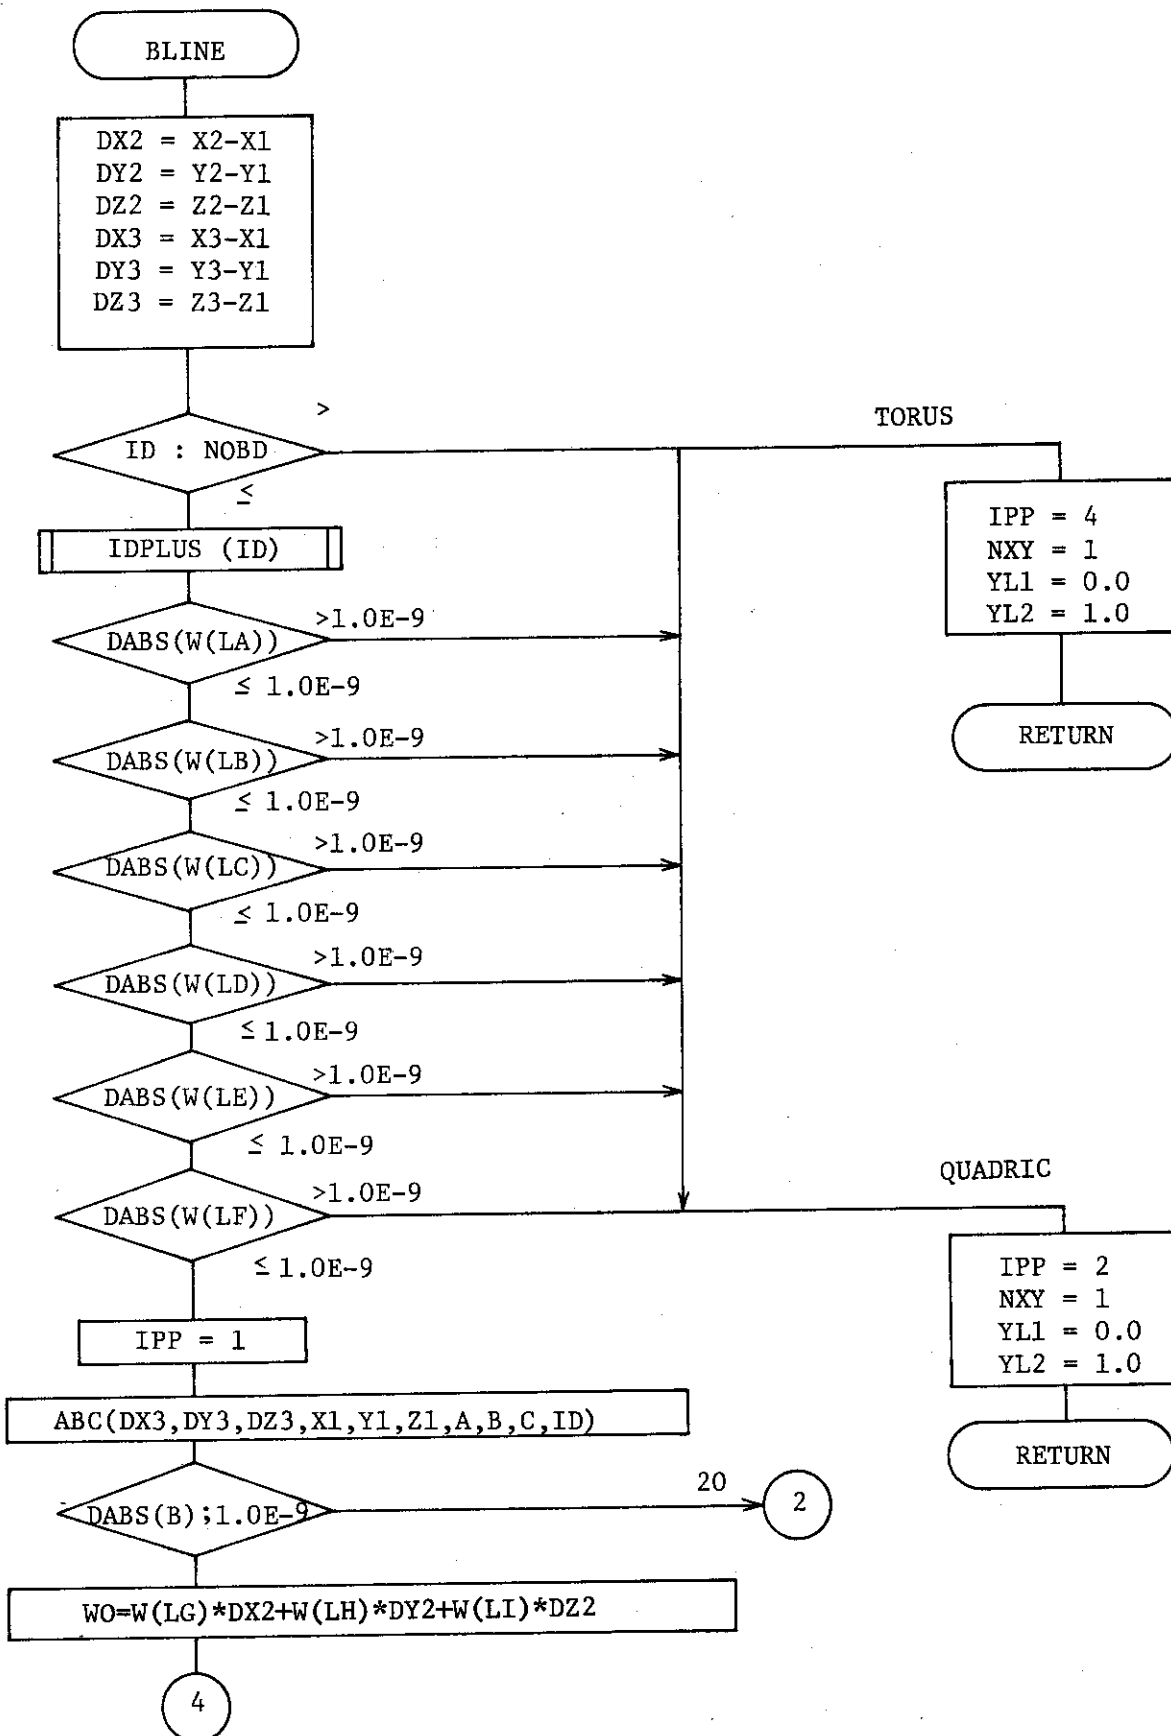 BLINE
DX2 = X2-X1
DY2 = Y2-Y1
DZ2 = Z2-Z1
DX3 = X3-X1
DY3 = Y3-Y1
DZ3 = Z3-Z1
>
ID : NOBD
≤
TORUS
IPP = 4
NXY = 1
YL1 = 0.0
YL2 = 1.0
RETURN
IDPLUS (ID)
DABS(W(LA))
>1.0E-9
≤ 1.0E-9
DABS(W(LB))
>1.0E-9
≤ 1.0E-9
DABS(W(LC))
>1.0E-9
≤ 1.0E-9
DABS(W(LD))
>1.0E-9
≤ 1.0E-9
DABS(W(LE))
>1.0E-9
≤ 1.0E-9
DABS(W(LF))
>1.0E-9
≤ 1.0E-9
QUADRIC
IPP = 2
NXY = 1
YL1 = 0.0
YL2 = 1.0
RETURN
IPP = 1
ABC(DX3,DY3,DZ3,X1,Y1,Z1,A,B,C,ID)
DABS(B);1.0E-9
20
2
WO=W(LG)*DX2+W(LH)*DY2+W(LI)*DZ2
4